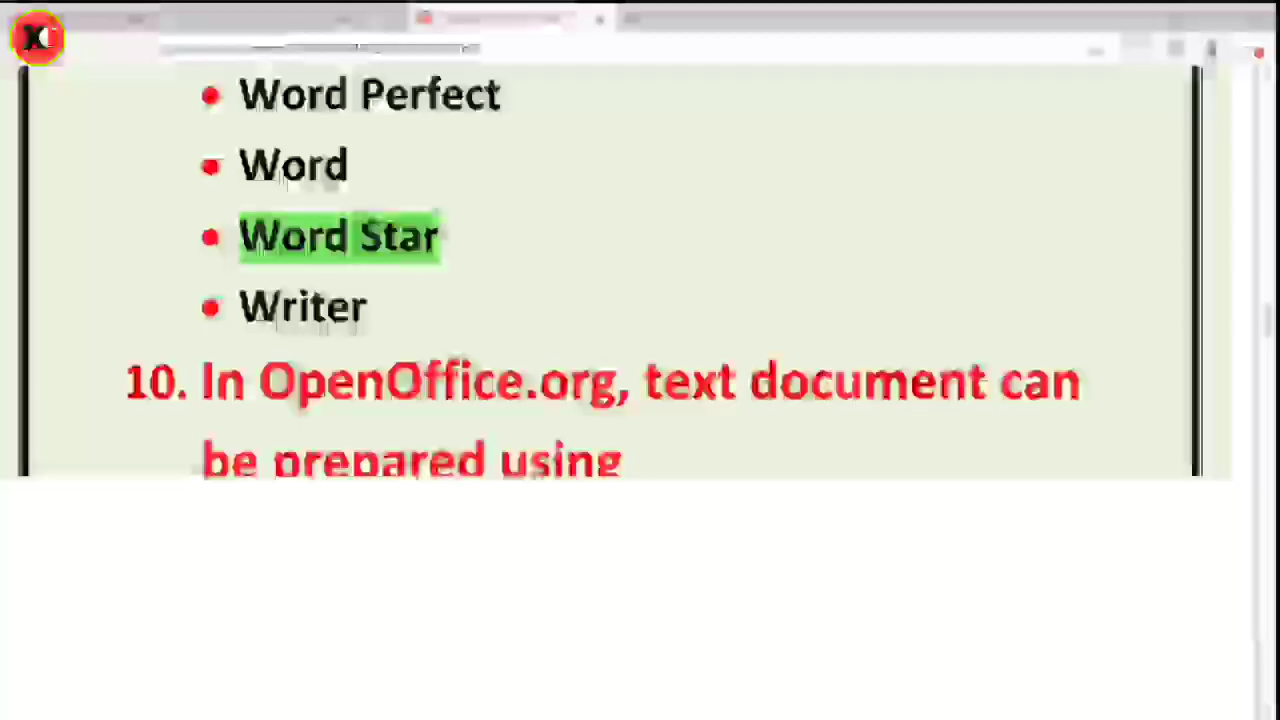 Word Perfect
Word
Word Star
Writer
10. In OpenOffice.org, text document can
be prepared using